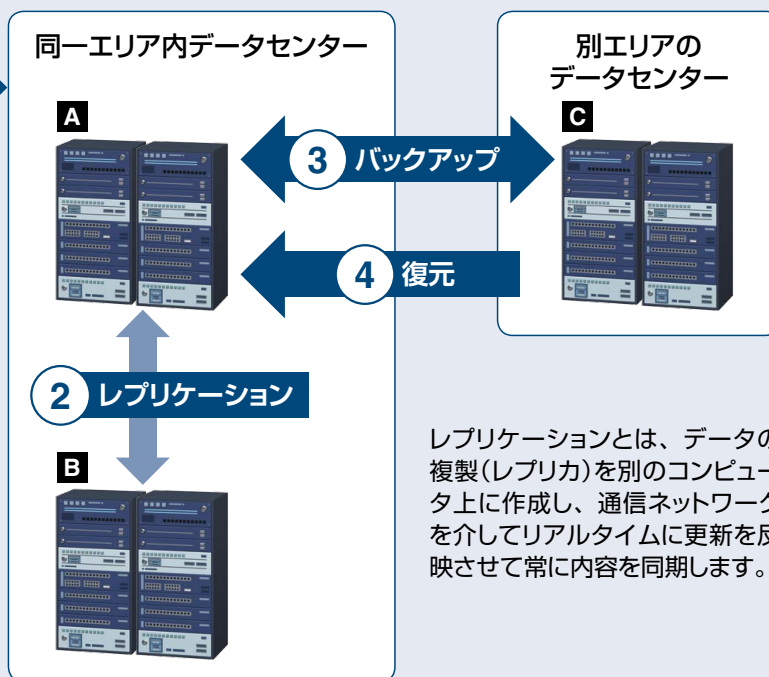 同一エリア内データセンター
A
3 バックアップ
4 復元
2 レプリケーション
B
別エリアの
データセンター
C
レプリケーションとは、データの
複製(レプリカ)を別のコンピュー
タ上に作成し、通信ネットワーク
を介してリアルタイムに更新を反
映させて常に内容を同期します。